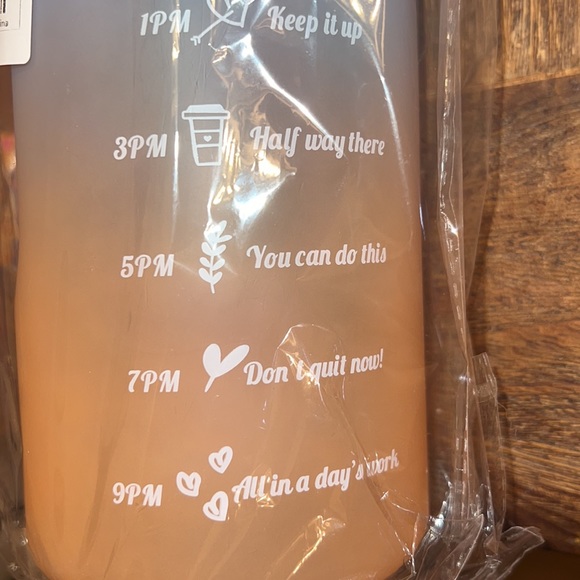 1PM Keep it up
3PM Half way there
5PM You can do this
7PM Don't quit now!
9PM All in a day's work